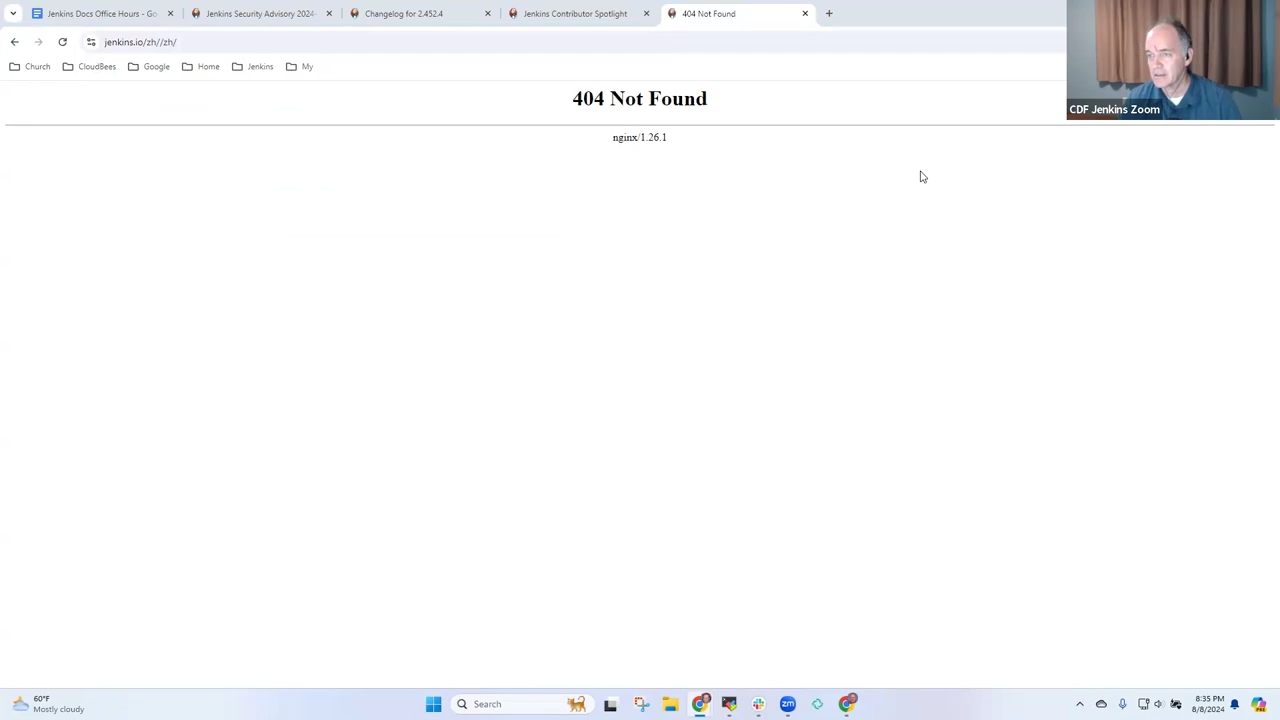 Jenkins Docs Office Hours - Go
Jenkins Security Advisory 2024-
Changelog for 2.452.4
Jenkins Contributor Spotlight
404 Not Found
jenkins.io/zh//zh/
Church
CloudBees
Google
Home
Jenkins
My
404 Not Found
nginx/1.26.1
CDF Jenkins Zoom
60°F
Mostly cloudy
Search
zm
8:35 PM
8/8/2024